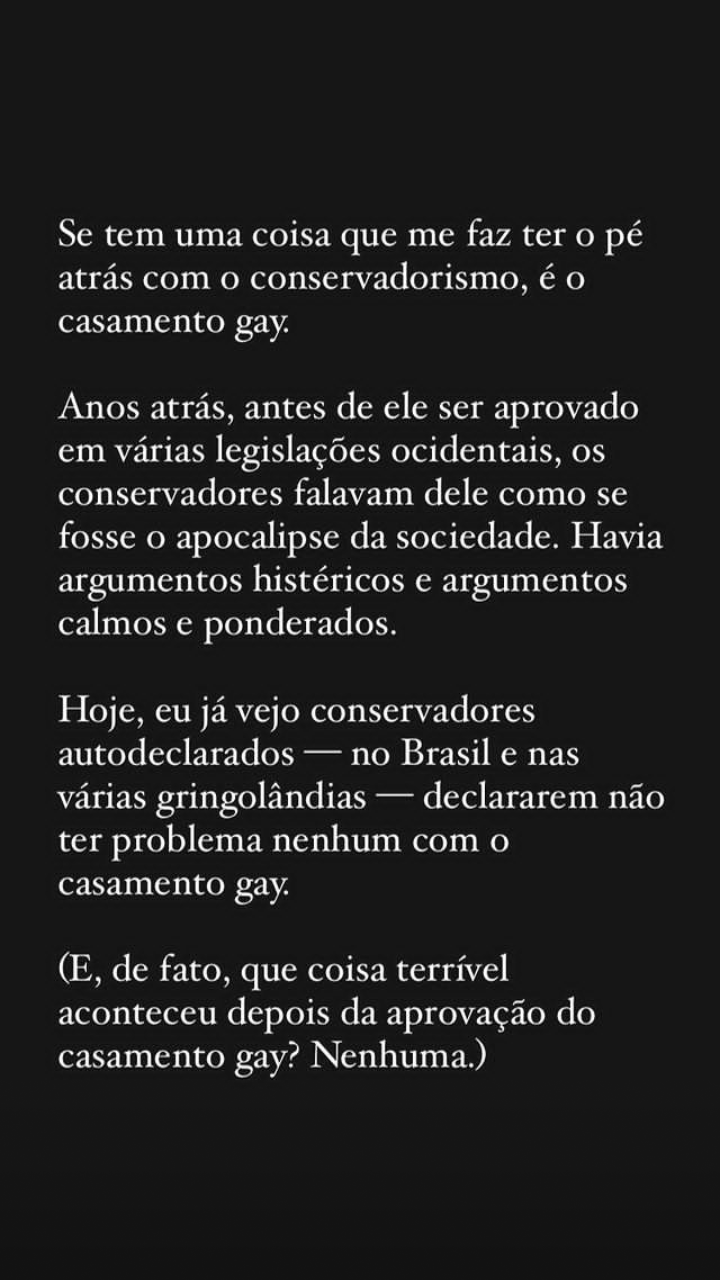 Se tem uma coisa que me faz ter o pé
atrás com o conservadorismo, é o
casamento gay.
Anos atrás, antes de ele ser aprovado
em várias legislações ocidentais, os
conservadores falavam dele como se
fosse o apocalipse da sociedade. Havia
argumentos histéricos e argumentos
calmos e ponderados.
Hoje, eu já vejo conservadores
autodeclarados — no Brasil e nas
várias gringolândias — declararem não
ter problema nenhum com o
casamento gay.
(E, de fato, que coisa terrível
aconteceu depois da aprovação do
casamento gay? Nenhuma.)